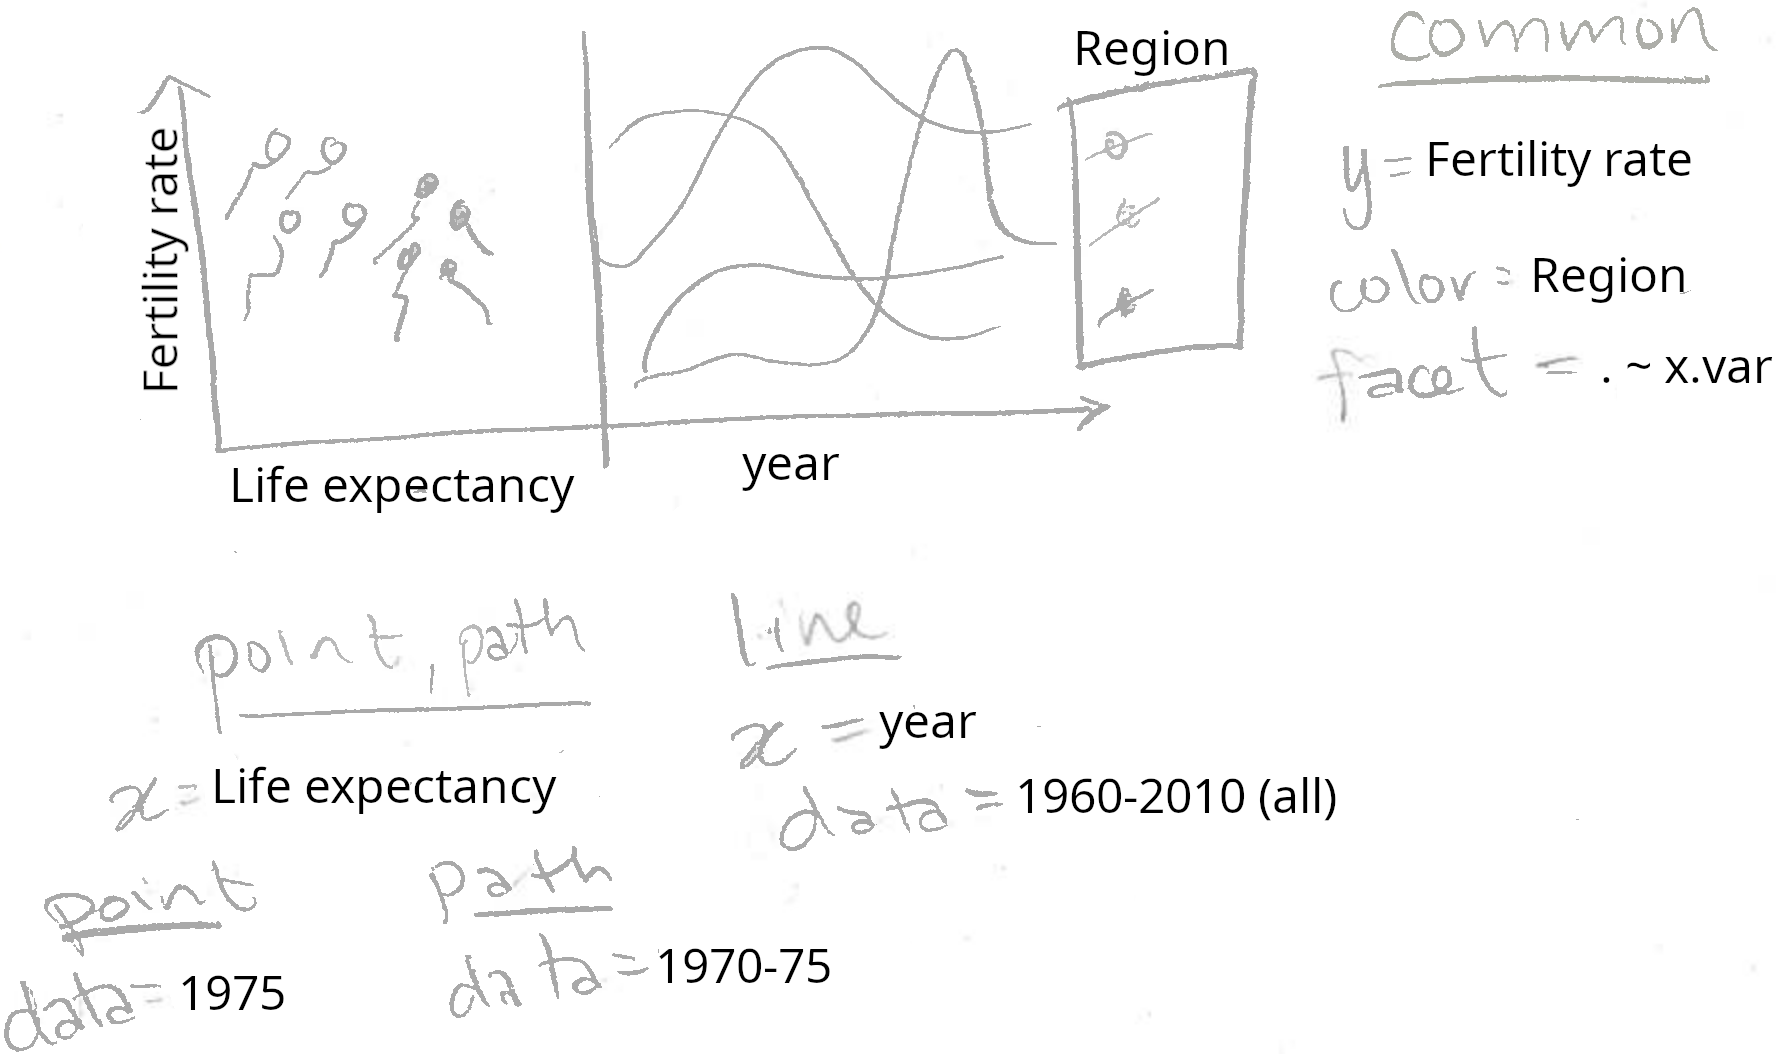 Region
common
Fertility rate
y = Fertility rate
color = Region
facet = . ~ x.var
Life expectancy
year
point, path
line
x = Life expectancy
x = year
data = 1960-2010 (all)
point
path
data = 1975
data = 1970-75